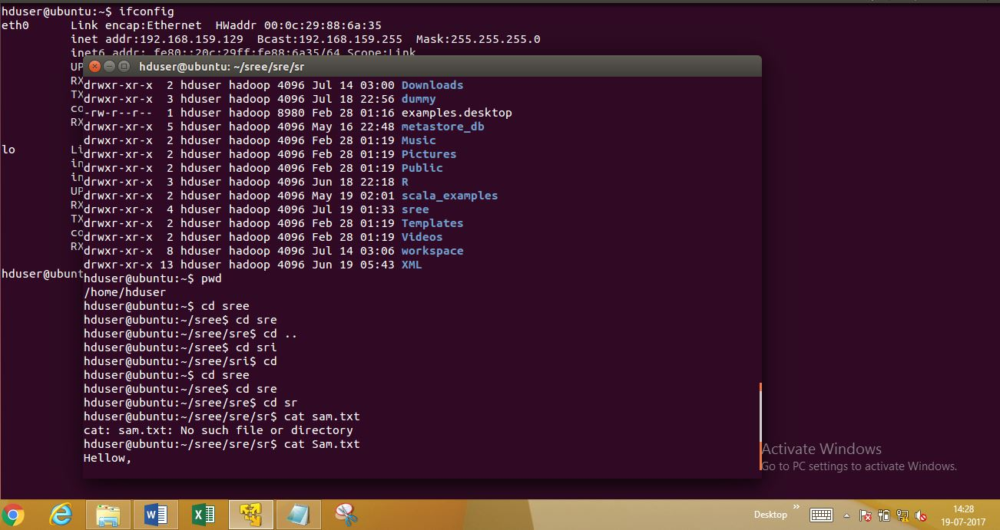 hduser@ubuntu:~$ ifconfig
eth0 Link encap:Ethernet HWaddr 00:0c:29:88:6a:35
inet addr:192.168.159.129 Bcast:192.168.159.255 Mask:255.255.255.0
inet6 addr: fe80::20c:29ff:fe88:6a35/64 Scope:Link
UP
RX
TX
co
RX
lo Li
in
in
UP
RX
TX
co
RX
hduser@ubunt
hduser@ubuntu: ~/sree/sre/sr
drwxr-xr-x 2 hduser hadoop 4096 Jul 14 03:00 Downloads
drwxr-xr-x 3 hduser hadoop 4096 Jul 18 22:56 dummy
-rw-r--r-- 1 hduser hadoop 8980 Feb 28 01:16 examples.desktop
drwxr-xr-x 5 hduser hadoop 4096 May 16 22:48 metastore_db
drwxr-xr-x 2 hduser hadoop 4096 Feb 28 01:19 Music
drwxr-xr-x 2 hduser hadoop 4096 Feb 28 01:19 Pictures
drwxr-xr-x 2 hduser hadoop 4096 Feb 28 01:19 Public
drwxr-xr-x 3 hduser hadoop 4096 Jun 18 22:18 R
drwxr-xr-x 2 hduser hadoop 4096 May 19 02:01 scala_examples
drwxr-xr-x 4 hduser hadoop 4096 Jul 19 01:33 sree
drwxr-xr-x 2 hduser hadoop 4096 Feb 28 01:19 Templates
drwxr-xr-x 2 hduser hadoop 4096 Feb 28 01:19 Videos
drwxr-xr-x 8 hduser hadoop 4096 Jul 14 03:06 workspace
drwxr-xr-x 13 hduser hadoop 4096 Jun 19 05:43 XML
hduser@ubuntu:~$ pwd
/home/hduser
hduser@ubuntu:~$ cd sree
hduser@ubuntu:~/sree$ cd sre
hduser@ubuntu:~/sree/sre$ cd ..
hduser@ubuntu:~/sree$ cd sri
hduser@ubuntu:~/sree/sri$ cd
hduser@ubuntu:~$ cd sree
hduser@ubuntu:~/sree$ cd sre
hduser@ubuntu:~/sree/sre$ cd sr
hduser@ubuntu:~/sree/sre/sr$ cat sam.txt
cat: sam.txt: No such file or directory
hduser@ubuntu:~/sree/sre/sr$ cat Sam.txt
Hellow,
Activate Windows
Go to PC settings to activate Windows.
Desktop
14:28
19-07-2017